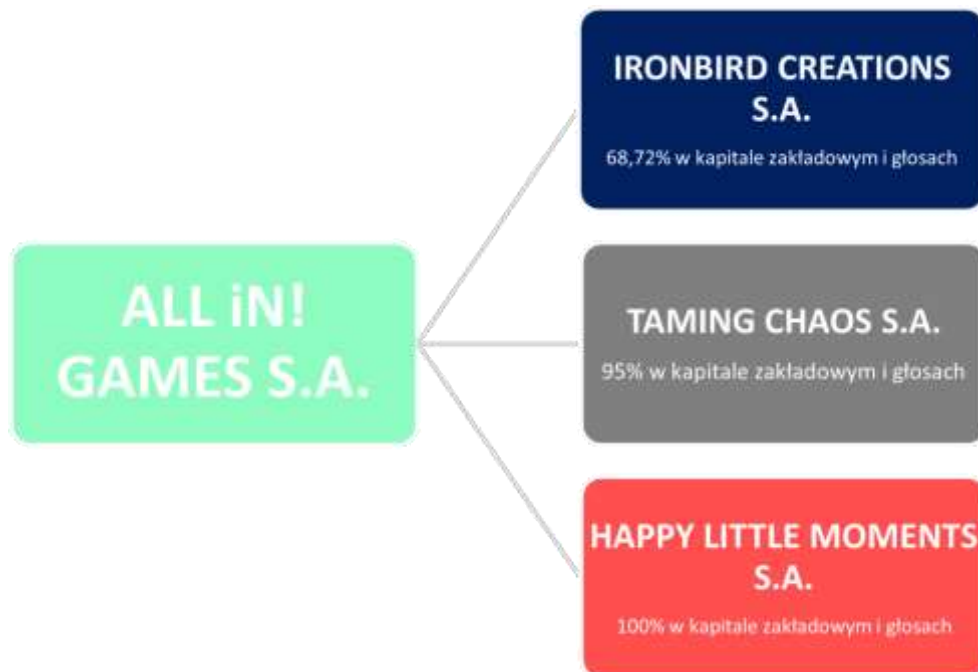 ALL iN!
GAMES S.A.
IRONBIRD CREATIONS
S.A.
68,72% w kapitale zakładowym i głosach
TAMING CHAOS S.A.
95% w kapitale zakładowym i głosach
HAPPY LITTLE MOMENTS
S.A.
100% w kapitale zakładowym i głosach